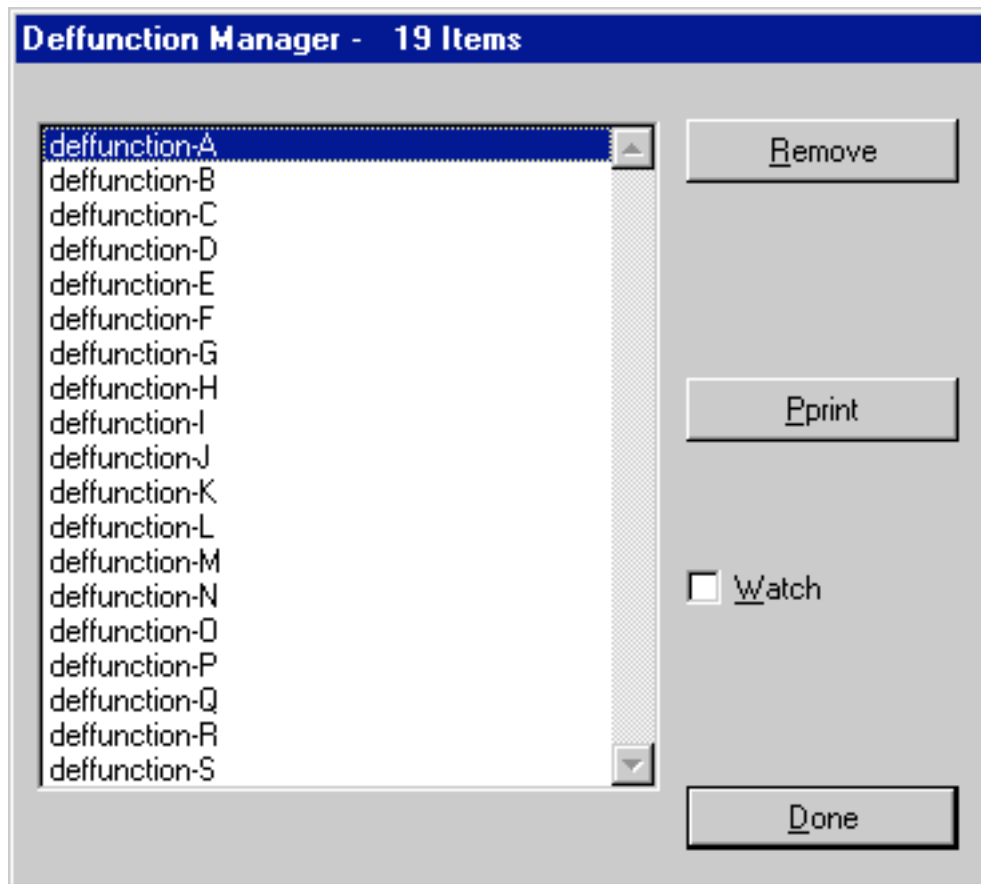 Deffunction Manager -   19 Items
deffunction-A
deffunction-B
deffunction-C
deffunction-D
deffunction-E
deffunction-F
deffunction-G
deffunction-H
deffunction-I
deffunction-J
deffunction-K
deffunction-L
deffunction-M
deffunction-N
deffunction-O
deffunction-P
deffunction-Q
deffunction-R
deffunction-S
Remove
Pprint
Watch
Done